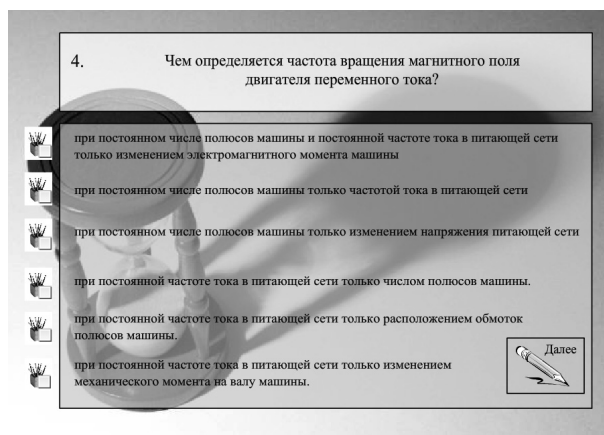 4.
Чем определяется частота вращения магнитного поля
двигателя переменного тока?
при постоянном числе полюсов машины и постоянной частоте тока в питающей сети
только изменением электромагнитного момента машины
при постоянном числе полюсов машины только частотой тока в питающей сети
при постоянном числе полюсов машины только изменением напряжения питающей сети
при постоянной частоте тока в питающей сети только числом полюсов машины.
при постоянной частоте тока в питающей сети только расположением обмоток
полюсов машины.
при постоянной частоте тока в питающей сети только изменением
механического момента на валу машины.
Далее